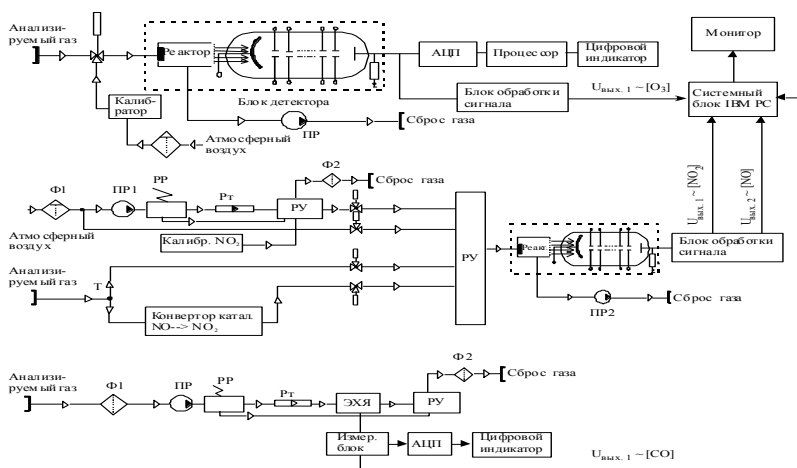 Анализи-
руемый газ
Реактор
АЦП
Процессор
Цифровой
индикатор
Монитор
Калиб-
ратор
Блок детектора
ПР
Сброс газа
Атмосферный
воздух
Блок обработки
сигнала
Uвых. 1 ~ [O₃]
Системный
блок IBM PC
Ф1
ПР1
РР
Рт
Ф2
Сброс газа
РУ
Атмосферный
воздух
Калибр. NO₂
Анализи-
руемый газ
Т
Конвертор катал.
NO--> NO₂
РУ
Реакт.
Uвых. 1 ~ [NO₂]
Uвых. 2 ~ [NO]
Блок обработки
сигнала
ПР2
Сброс газа
Анализи-
руемый газ
Ф1
ПР
РР
Рт
ЭХЯ
РУ
Ф2
Сброс газа
Измер.
блок
АЦП
Цифровой
индикатор
Uвых. 1 ~ [CO]